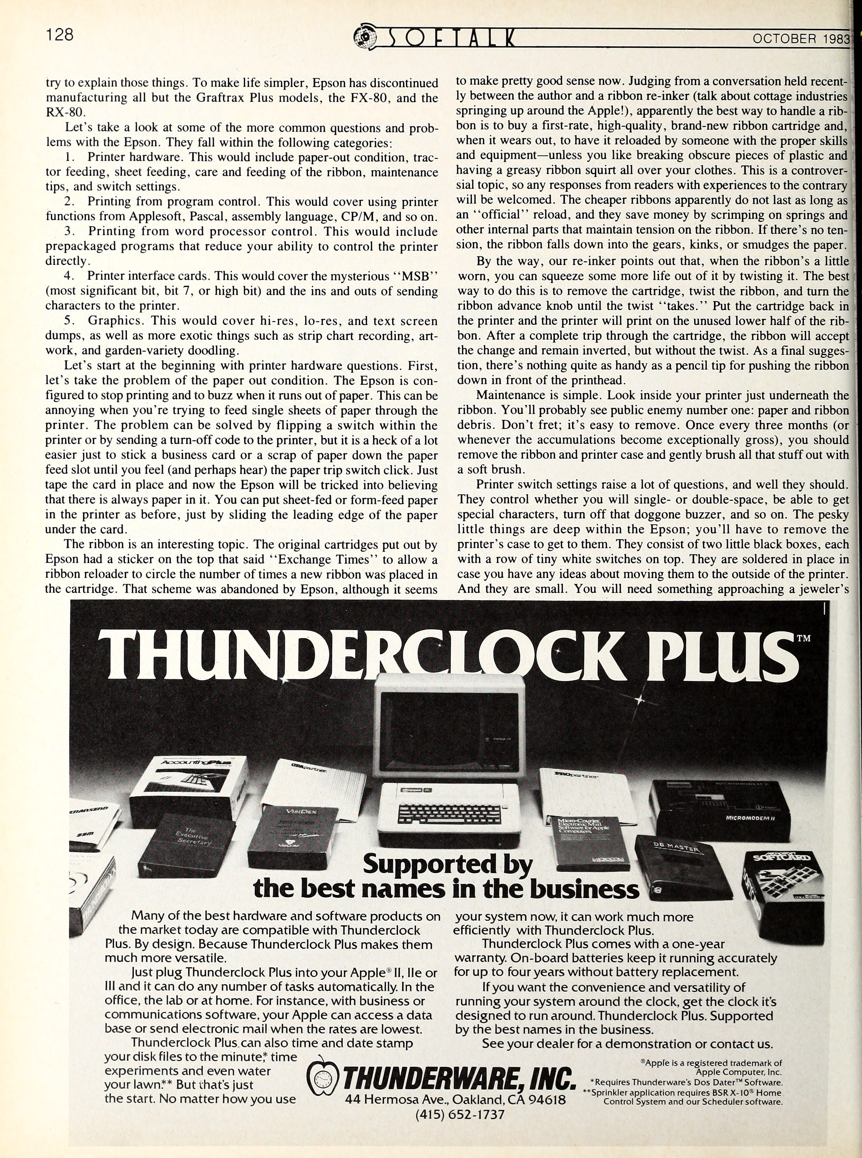 128
SOFTALK
OCTOBER 1983
try to explain those things. To make life simpler, Epson has discontinued
manufacturing all but the Graftrax Plus models, the FX-80, and the
RX-80.
Let's take a look at some of the more common questions and prob-
lems with the Epson. They fall within the following categories:
1. Printer hardware. This would include paper-out condition, trac-
tor feeding, sheet feeding, care and feeding of the ribbon, maintenance
tips, and switch settings.
2. Printing from program control. This would cover using printer
functions from Applesoft, Pascal, assembly language, CP/M, and so on.
3. Printing from word processor control. This would include
prepackaged programs that reduce your ability to control the printer
directly.
4. Printer interface cards. This would cover the mysterious "MSB"
(most significant bit, bit 7, or high bit) and the ins and outs of sending
characters to the printer.
5. Graphics. This would cover hi-res, lo-res, and text screen
dumps, as well as more exotic things such as strip chart recording, art-
work, and garden-variety doodling.
Let's start at the beginning with printer hardware questions. First,
let's take the problem of the paper out condition. The Epson is con-
figured to stop printing and to buzz when it runs out of paper. This can be
annoying when you're trying to feed single sheets of paper through the
printer. The problem can be solved by flipping a switch within the
printer or by sending a turn-off code to the printer, but it is a heck of a lot
easier just to stick a business card or a scrap of paper down the paper
feed slot until you feel (and perhaps hear) the paper trip switch click. Just
tape the card in place and now the Epson will be tricked into believing
that there is always paper in it. You can put sheet-fed or form-feed paper
in the printer as before, just by sliding the leading edge of the paper
under the card.
The ribbon is an interesting topic. The original cartridges put out by
Epson had a sticker on the top that said "Exchange Times" to allow a
ribbon reloader to circle the number of times a new ribbon was placed in
the cartridge. That scheme was abandoned by Epson, although it seems
to make pretty good sense now. Judging from a conversation held recent-
ly between the author and a ribbon re-inker (talk about cottage industries
springing up around the Apple!), apparently the best way to handle a rib-
bon is to buy a first-rate, high-quality, brand-new ribbon cartridge and,
when it wears out, to have it reloaded by someone with the proper skills
and equipment—unless you like breaking obscure pieces of plastic and
having a greasy ribbon squirt all over your clothes. This is a controver-
sial topic, so any responses from readers with experiences to the contrary
will be welcomed. The cheaper ribbons apparently do not last as long as
an "official" reload, and they save money by scrimping on springs and
other internal parts that maintain tension on the ribbon. If there's no ten-
sion, the ribbon falls down into the gears, kinks, or smudges the paper.
By the way, our re-inker points out that, when the ribbon's a little
worn, you can squeeze some more life out of it by twisting it. The best
way to do this is to remove the cartridge, twist the ribbon, and turn the
ribbon advance knob until the twist "takes." Put the cartridge back in
the printer and the printer will print on the unused lower half of the rib-
bon. After a complete trip through the cartridge, the ribbon will accept
the change and remain inverted, but without the twist. As a final sugges-
tion, there's nothing quite as handy as a pencil tip for pushing the ribbon
down in front of the printhead.
Maintenance is simple. Look inside your printer just underneath the
ribbon. You'll probably see public enemy number one: paper and ribbon
debris. Don't fret; it's easy to remove. Once every three months (or
whenever the accumulations become exceptionally gross), you should
remove the ribbon and printer case and gently brush all that stuff out with
a soft brush.
Printer switch settings raise a lot of questions, and well they should.
They control whether you will single- or double-space, be able to get
special characters, turn off that doggone buzzer, and so on. The pesky
little things are deep within the Epson; you'll have to remove the
printer's case to get to them. They consist of two little black boxes, each
with a row of tiny white switches on top. They are soldered in place in
case you have any ideas about moving them to the outside of the printer.
And they are small. You will need something approaching a jeweler's
THUNDERCLOCK PLUS™
AccountingPlus
partner
partner
TRANSEND
SSM
The
Executive
Secretary
VersaDex
Micro-Courier
Electronic Mail
Software for Apple
Computers
MICROCOM
MICROMODEM II
DB MASTER
SOFTCARD
Supported by
the best names in the business
Many of the best hardware and software products on
the market today are compatible with Thunderclock
Plus. By design. Because Thunderclock Plus makes them
much more versatile.
Just plug Thunderclock Plus into your Apple® II, IIe or
III and it can do any number of tasks automatically. In the
office, the lab or at home. For instance, with business or
communications software, your Apple can access a data
base or send electronic mail when the rates are lowest.
Thunderclock Plus can also time and date stamp
your disk files to the minute,* time
experiments and even water
your lawn.** But that's just
the start. No matter how you use
your system now, it can work much more
efficiently with Thunderclock Plus.
Thunderclock Plus comes with a one-year
warranty. On-board batteries keep it running accurately
for up to four years without battery replacement.
If you want the convenience and versatility of
running your system around the clock, get the clock it's
designed to run around. Thunderclock Plus. Supported
by the best names in the business.
See your dealer for a demonstration or contact us.
THUNDERWARE, INC.
44 Hermosa Ave., Oakland, CA 94618
(415) 652-1737
®Apple is a registered trademark of
Apple Computer, Inc.
*Requires Thunderware's Dos Dater™ Software.
**Sprinkler application requires BSR X-10® Home
Control System and our Scheduler software.